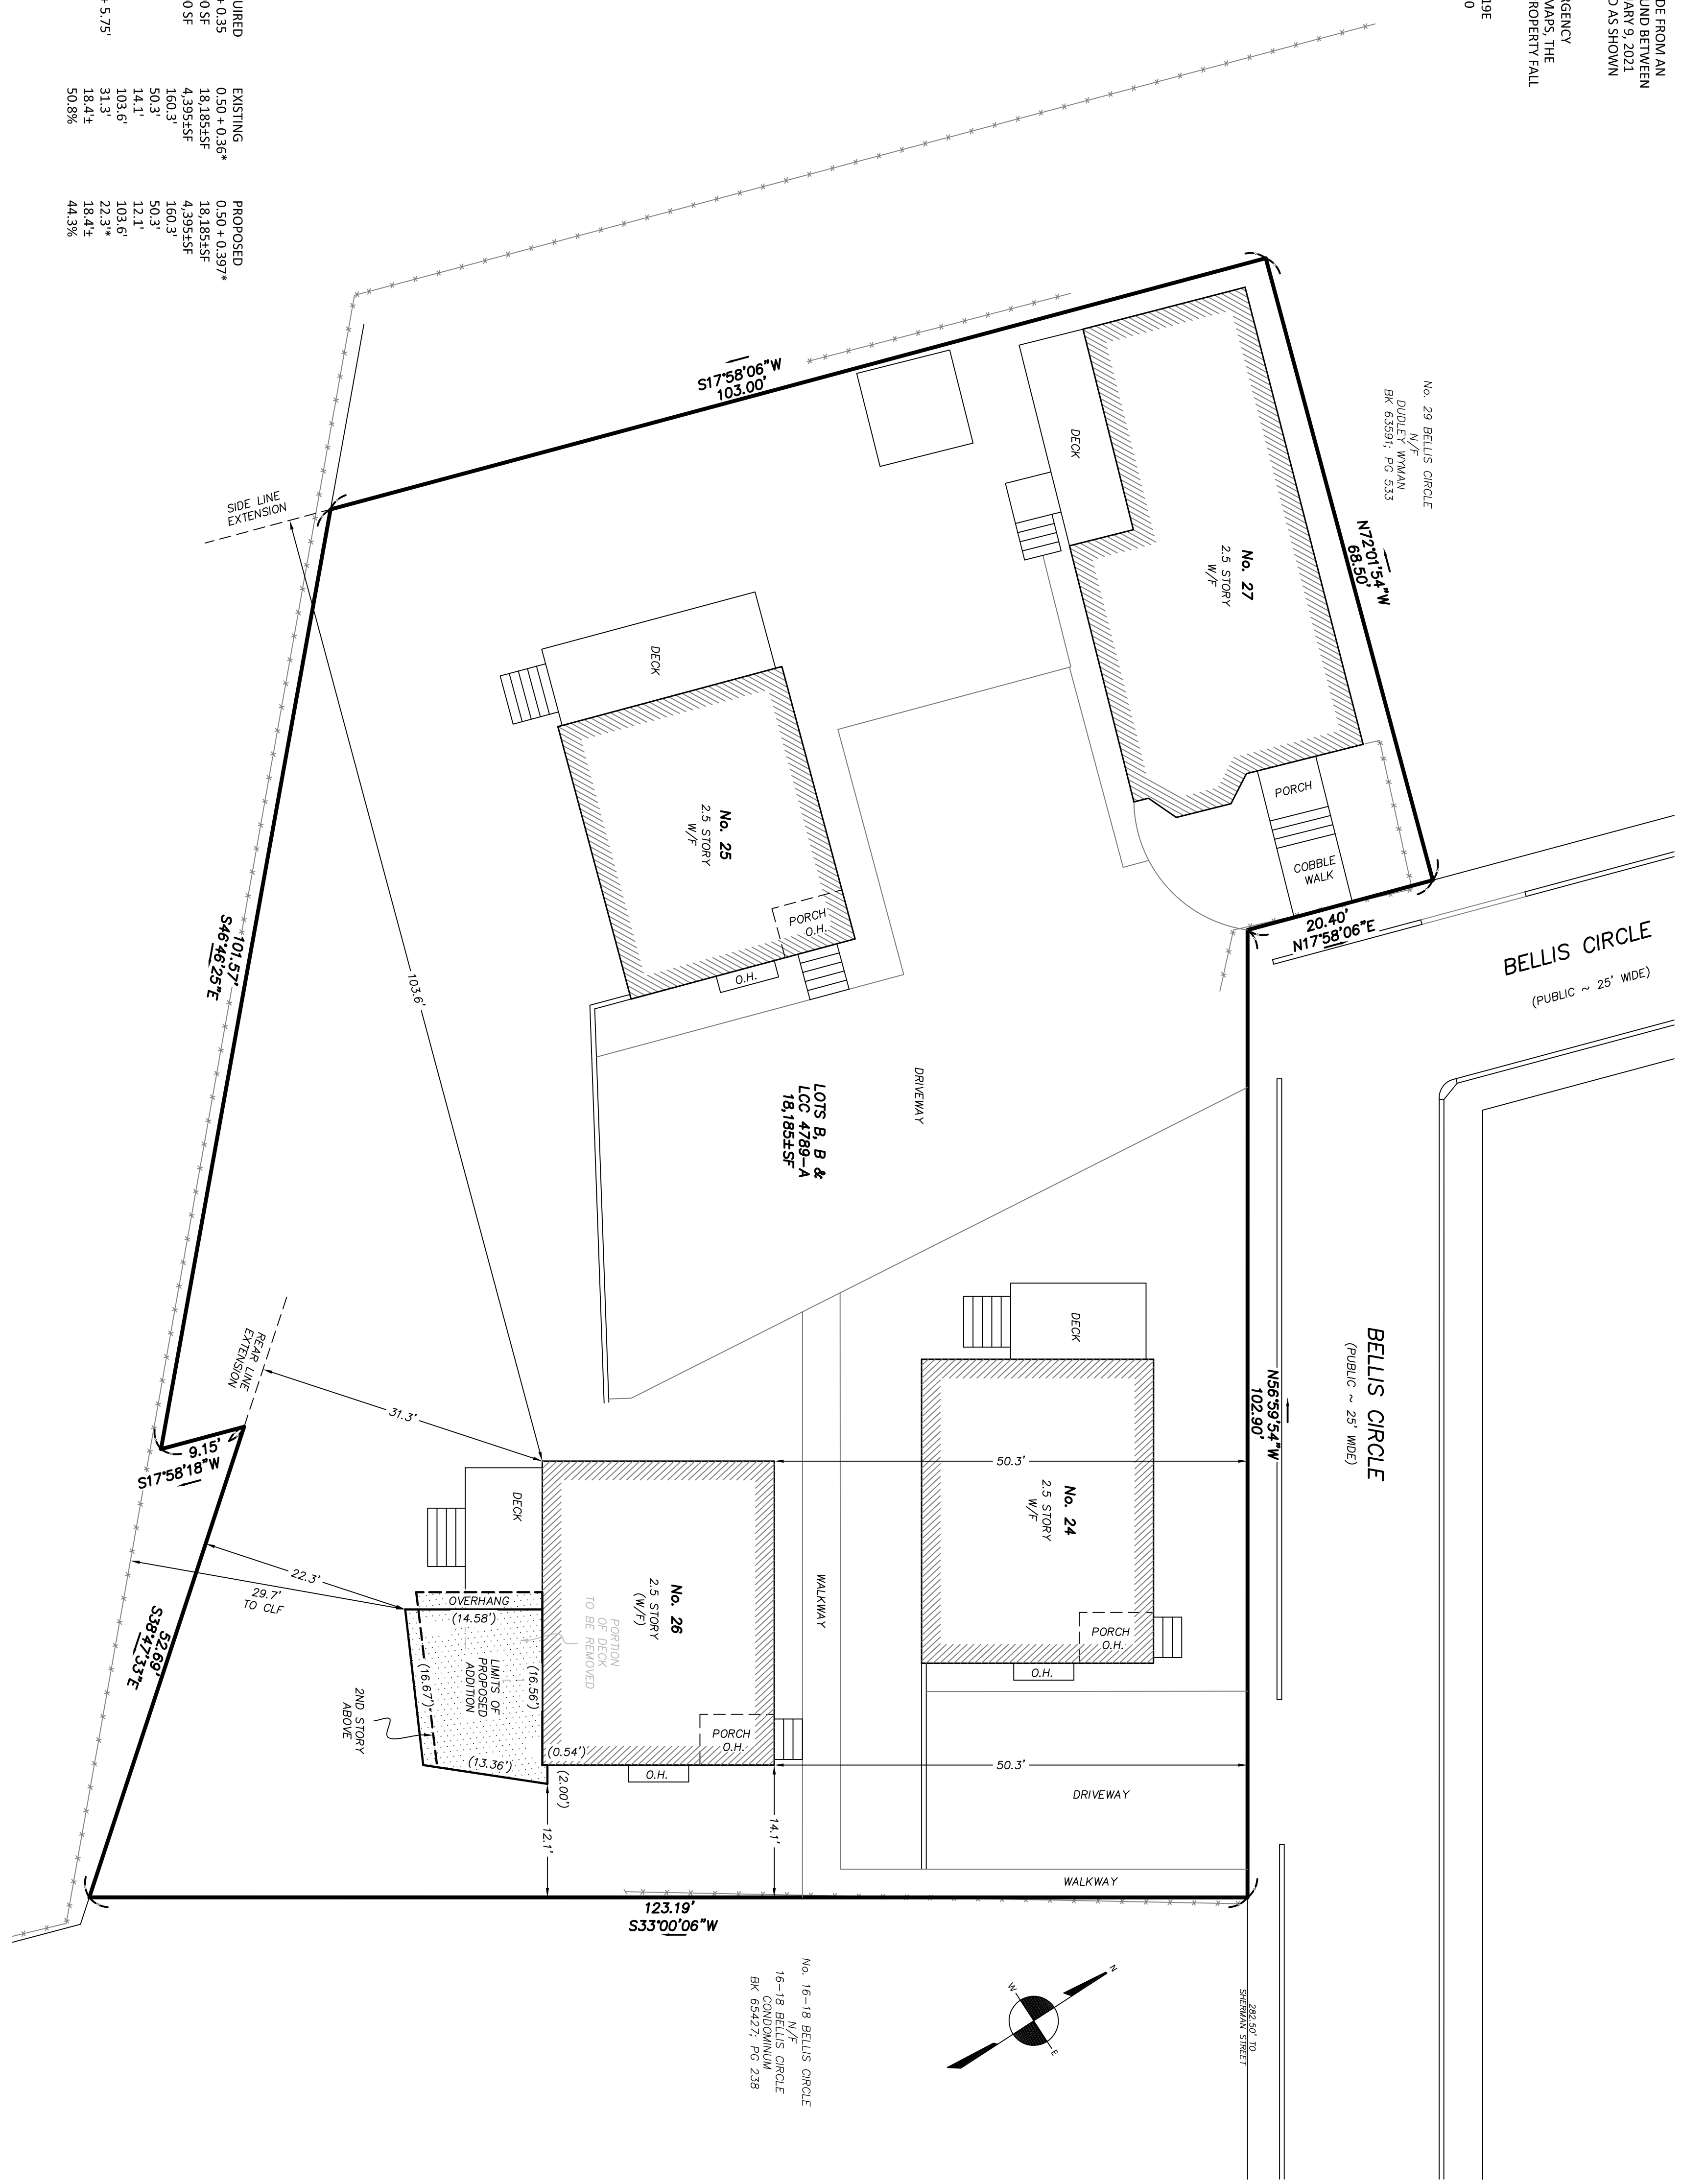 DE FROM AN
UND BETWEEN
ARY 9, 2021
D AS SHOWN
RGENCY
MAPS, THE
ROPERTY FALL
19E
0
UIRED
+ 0.35
0 SF
0 SF
+ 5.75'
EXISTING
0.50 + 0.36*
18,185±SF
4,395±SF
160.3'
50.3'
14.1'
103.6'
31.3'
18.4'±
50.8%
PROPOSED
0.50 + 0.397*
18,185±SF
4,395±SF
160.3'
50.3'
12.1'
103.6'
22.3'*
18.4'±
44.3%
No. 29 BELLIS CIRCLE
N/F
DUDLEY WYMAN
BK 63591; PG 533
N72°01'54"W
68.50'
S17°58'06"W
103.00'
DECK
No. 27
2.5 STORY
W/F
PORCH
COBBLE
WALK
20.40'
N17°58'06"E
BELLIS CIRCLE
(PUBLIC ~ 25' WIDE)
SIDE LINE
EXTENSION
DECK
No. 25
2.5 STORY
W/F
PORCH
O.H.
O.H.
103.6'
101.57'
S46°46'25"E
DRIVEWAY
LOTS B, B &
LCC 4789-A
18,185±SF
BELLIS CIRCLE
(PUBLIC ~ 25' WIDE)
N56°59'54"W
102.90'
DECK
No. 24
2.5 STORY
W/F
PORCH
O.H.
O.H.
50.3'
WALKWAY
REAR LINE
EXTENSION
31.3'
9.15'
S17°58'18"W
DECK
No. 26
2.5 STORY
(W/F)
PORTION
OF DECK
TO BE REMOVED
OVERHANG
(14.58')
LIMITS OF
PROPOSED
ADDITION
(16.56')
(16.67')
(13.36')
(0.54')
(2.00')
PORCH
O.H.
O.H.
22.3'
29.7'
TO CLF
52.69'
S38°47'33"E
2ND STORY
ABOVE
50.3'
DRIVEWAY
14.1'
12.1'
WALKWAY
123.19'
S33°00'06"W
No. 16-18 BELLIS CIRCLE
N/F
16-18 BELLIS CIRCLE
CONDOMINUM
BK 65427; PG 238
N
W
E
282.50' TO
SHERMAN STREET